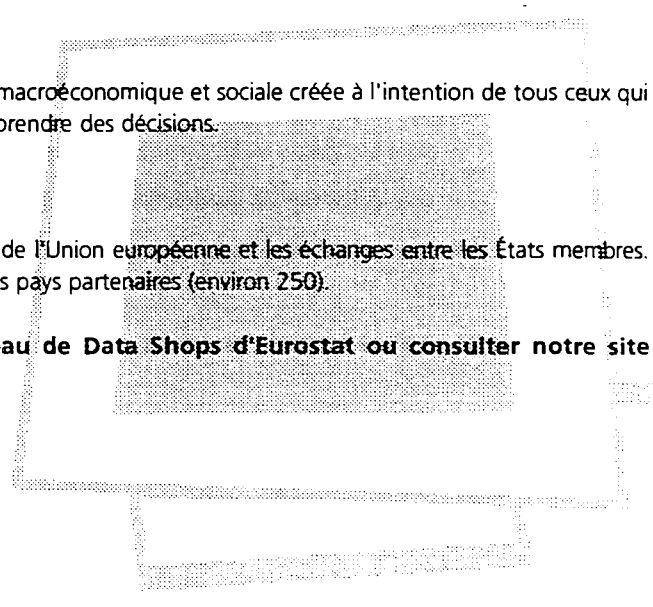 macroéconomique et sociale créée à l'intention de tous ceux qui
prendre des décisions.
de l'Union européenne et les échanges entre les États membres.
s pays partenaires (environ 250).
au de Data Shops d'Eurostat ou consulter notre site